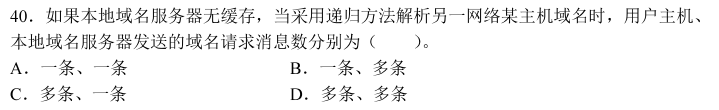 40．如果本地域名服务器无缓存，当采用递归方法解析另一网络某主机域名时，用户主机、
本地域名服务器发送的域名请求消息数分别为（　　）。
A．一条、一条　　B．一条、多条
C．多条、一条　　D．多条、多条